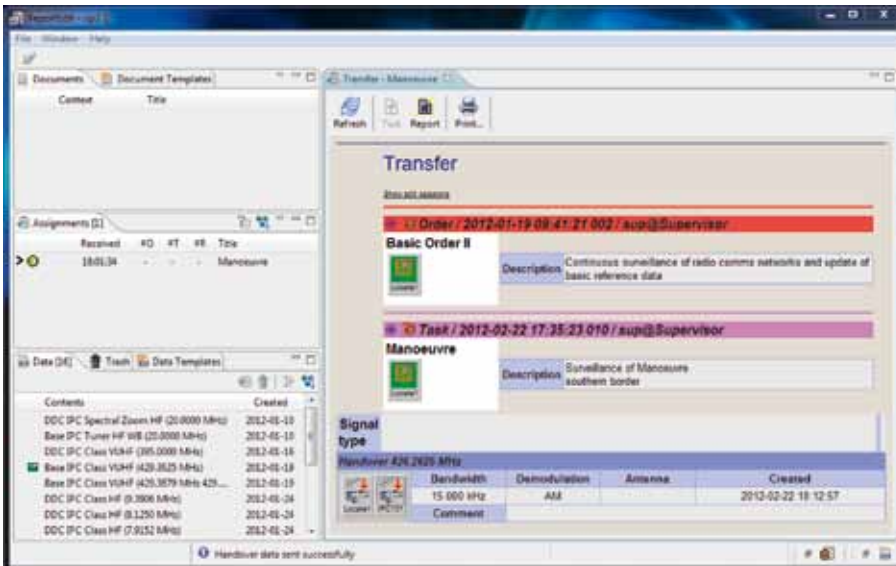 File Window Help
Documents Document Templates
Context Title
Assignments [1]
Received #O #T #R Title
18:01:34 - - - Manoeuvre
Data [16] Trash Data Templates
Contents Created
DDC IPC Spectral Zoom HF (20.0000 MHz) 2012-01-10
Base IPC Tuner HF WB (20.0000 MHz) 2012-01-10
DDC IPC Class VUHF (395.0000 MHz) 2012-01-16
Base IPC Class VUHF 2012-01-18
Base IPC Class VUHF 2012-01-19
DDC IPC Class HF (9.3906 MHz) 2012-01-24
DDC IPC Class HF (8.1250 MHz) 2012-01-24
DDC IPC Class HF (7.9152 MHz) 2012-01-24
Transfer - Manoeuvre
Refresh Task Report Print...
Transfer
Order / 2012-01-19 09:41:21 002 / sup@Supervisor
Basic Order II
Description Continuous surveillance of radio comms networks and update of
basic reference data
Task / 2012-02-22 17:35:23 010 / sup@Supervisor
Manoeuvre
Description Surveillance of Manoeuvre
southern border
Signal
type
Handover 426.2625 MHz
Bandwidth Demodulation Antenna Created
15.000 kHz AM 2012-02-22 18:12:57
Comment
Handover data sent successfully